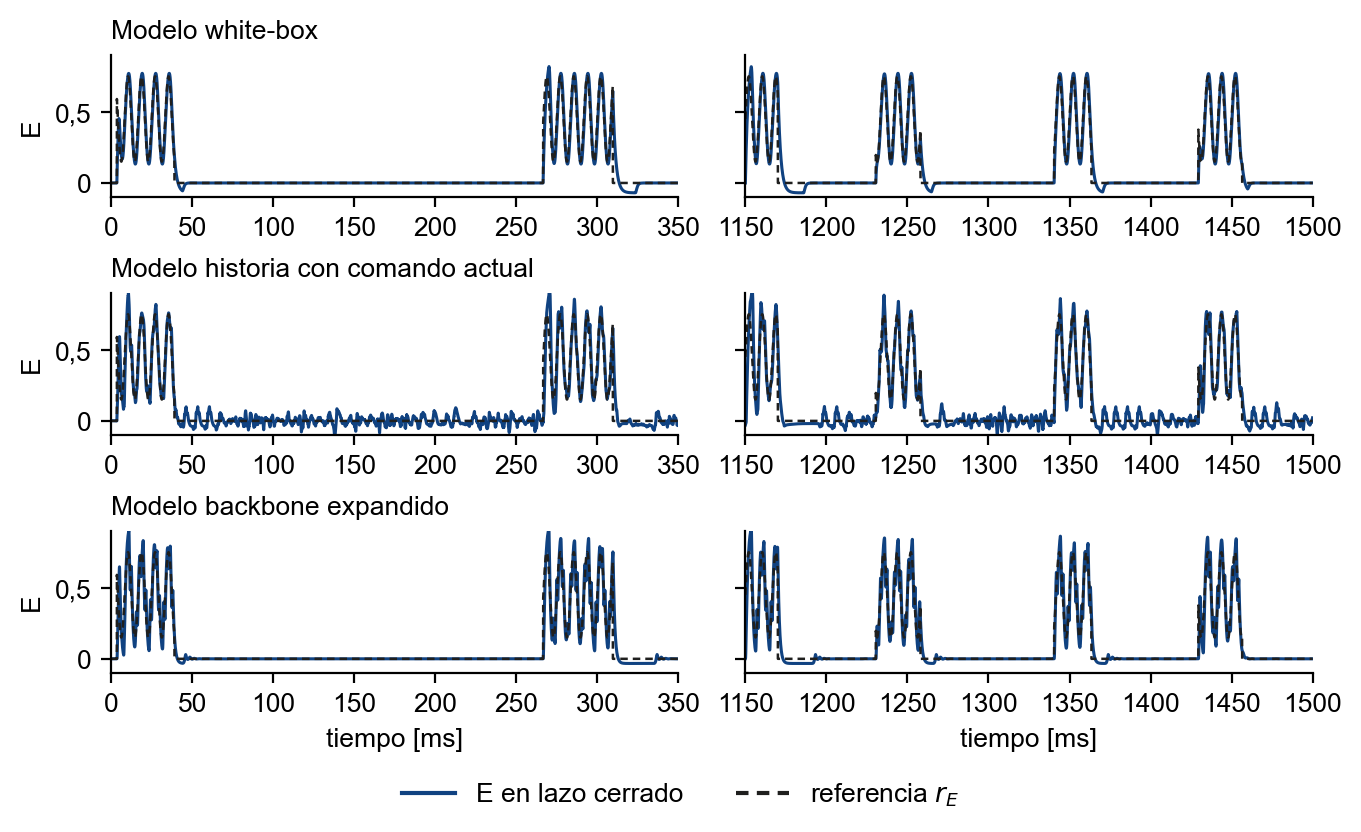 Modelo white-box
E
0,5
0
0 50 100 150 200 250 300 350
1150 1200 1250 1300 1350 1400 1450 1500
Modelo historia con comando actual
E
0,5
0
0 50 100 150 200 250 300 350
1150 1200 1250 1300 1350 1400 1450 1500
Modelo backbone expandido
E
0,5
0
0 50 100 150 200 250 300 350
1150 1200 1250 1300 1350 1400 1450 1500
tiempo [ms] tiempo [ms]
E en lazo cerrado referencia r_E